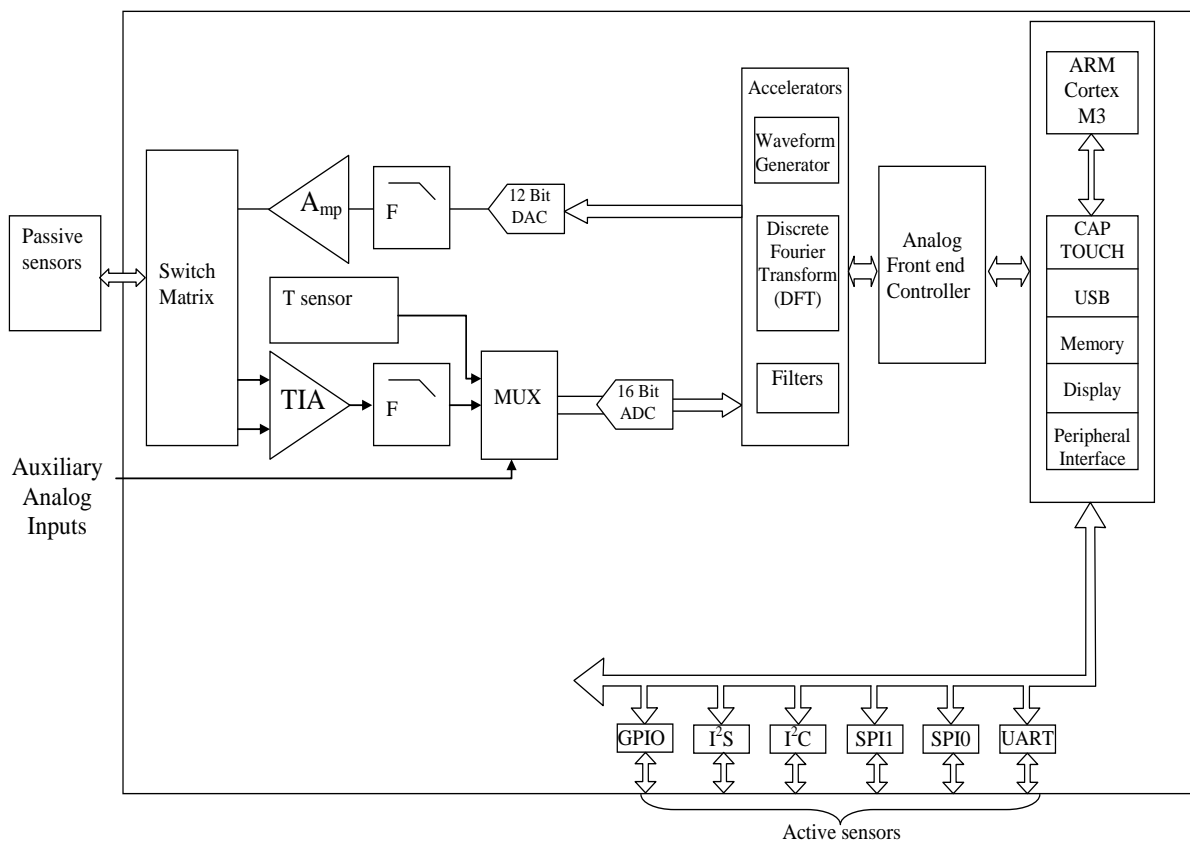 ARM
Cortex
M3
Accelerators
Waveform
Generator
12 Bit
DAC
Amp
F
Passive
sensors
Switch
Matrix
T sensor
Discrete
Fourier
Transform
(DFT)
Analog
Front end
Controller
CAP
TOUCH
USB
Memory
Display
Peripheral
Interface
TIA
F
MUX
16 Bit
ADC
Filters
Auxiliary
Analog
Inputs
GPIO
I²S
I²C
SPI1
SPI0
UART
Active sensors